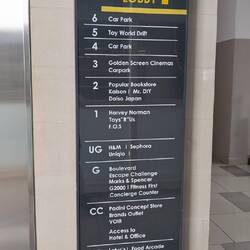 LOBBY
6 Car Park
5 Toy World Drift
4 Car Park
3 Golden Screen Cinemas
Carpark
2 Popular Bookstore
Kaison | Mr. DIY
Daiso Japan
1 Harvey Norman
Toys"R"Us
F.O.S
UG H&M | Sephora
Uniqlo
G Boulevard
Escape Challenge
Marks & Spencer
G2000 | Fitness First
Concierge Counter
CC Padini Concept Store
Brands Outlet
VOIR
Access to
Hotel & Office
Food Arcade